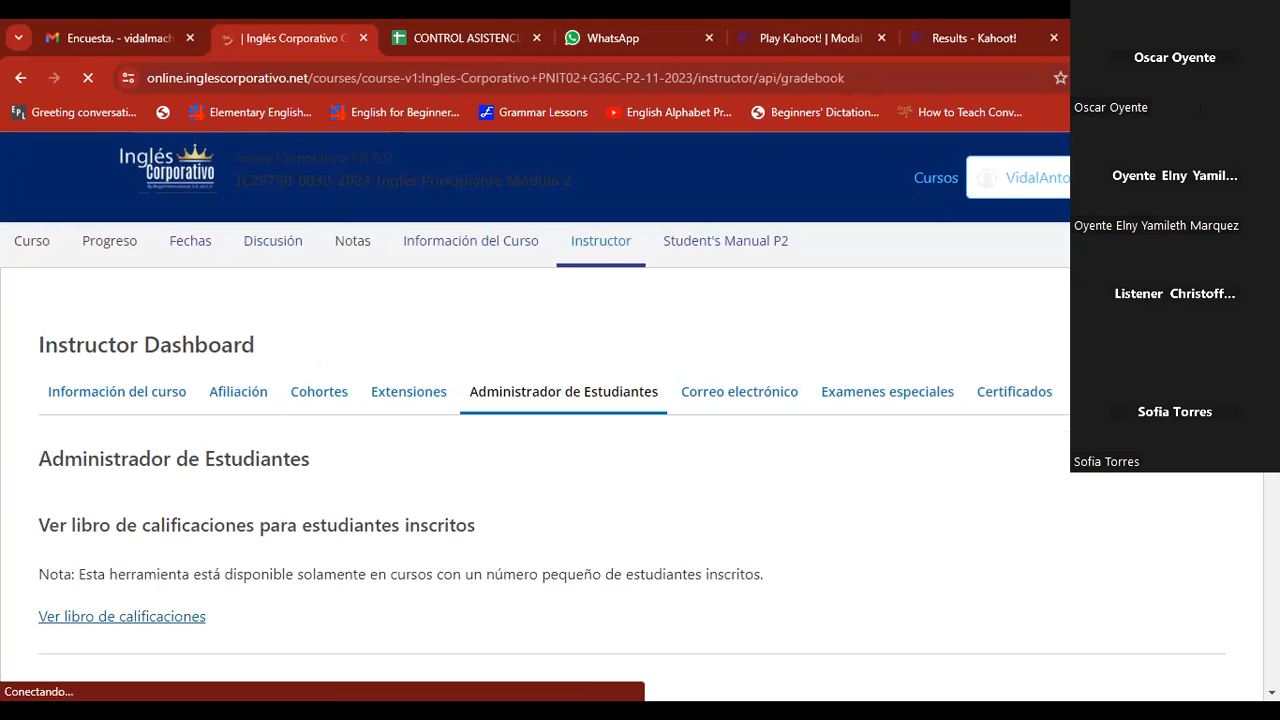 Encuesta. - vidalmach
| Inglés Corporativo C
CONTROL ASISTENCI
WhatsApp
Play Kahoot! | Modal
Results - Kahoot!
online.inglescorporativo.net/courses/course-v1:Ingles-Corporativo+PNIT02+G36C-P2-11-2023/instructor/api/gradebook
Greeting conversati...
Elementary English...
English for Beginner...
Grammar Lessons
English Alphabet Pr...
Beginners' Dictation...
How to Teach Conv...
Inglés
Corporativo
-2023-Inglés Principiante Módulo 2
Cursos
VidalAnto
Curso
Progreso
Fechas
Discusión
Notas
Información del Curso
Instructor
Student's Manual P2
Instructor Dashboard
Información del curso
Afiliación
Cohortes
Extensiones
Administrador de Estudiantes
Correo electrónico
Examenes especiales
Certificados
Administrador de Estudiantes
Ver libro de calificaciones para estudiantes inscritos
Nota: Esta herramienta está disponible solamente en cursos con un número pequeño de estudiantes inscritos.
Ver libro de calificaciones
Conectando...
Oscar Oyente
Oscar Oyente
Oyente Elny Yamil...
Oyente Elny Yamileth Marquez
Listener Christoff...
Sofia Torres
Sofia Torres